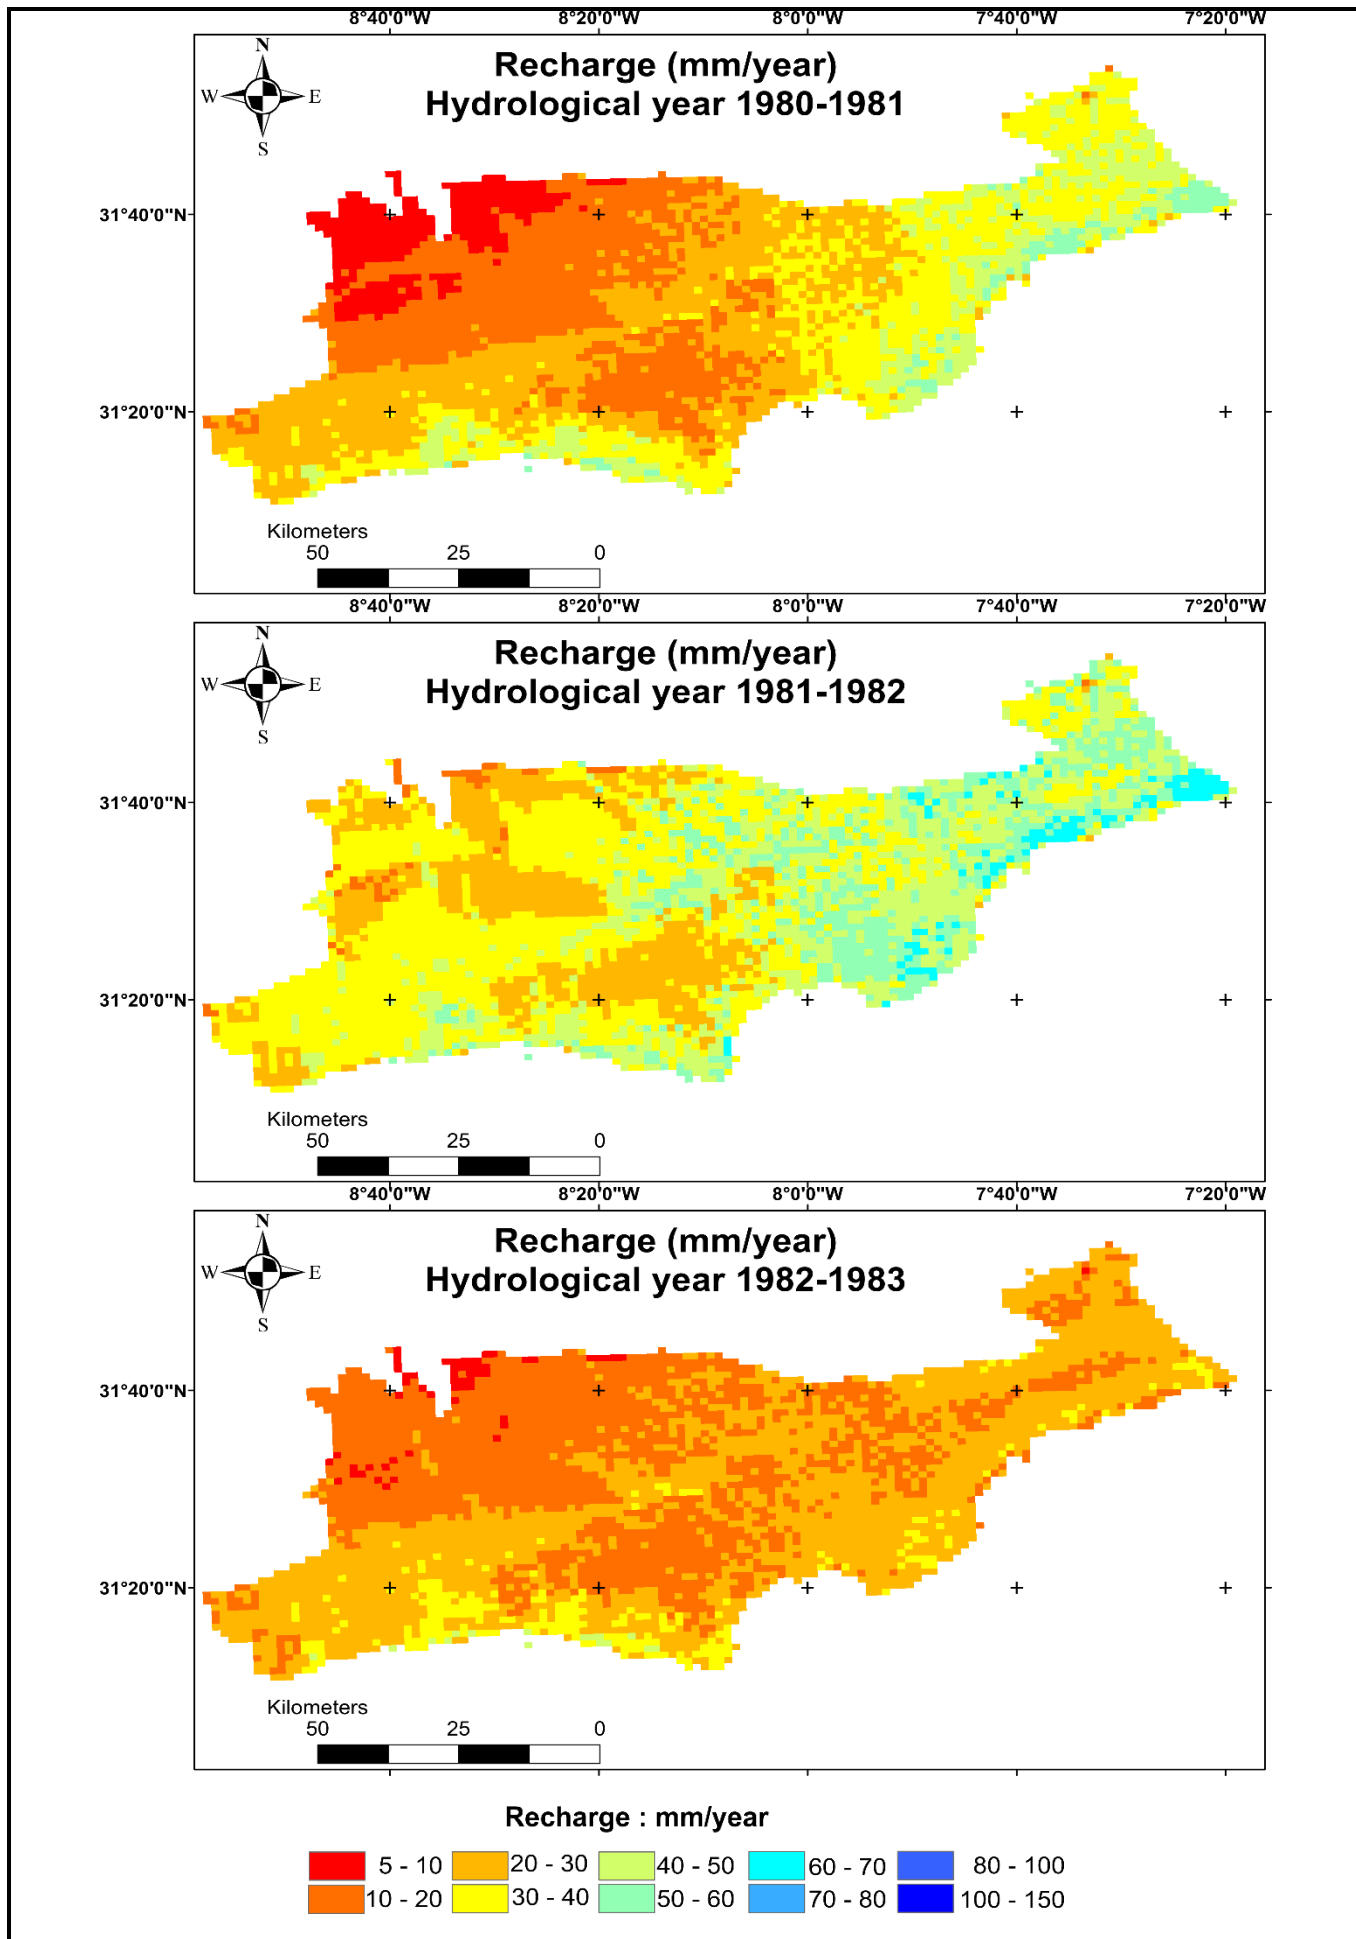 8°40'0"W 8°20'0"W 8°0'0"W 7°40'0"W 7°20'0"W
N
W E
S
Recharge (mm/year)
Hydrological year 1980-1981
31°40'0"N
31°20'0"N
Kilometers
50 25 0
8°40'0"W 8°20'0"W 8°0'0"W 7°40'0"W 7°20'0"W
N
W E
S
Recharge (mm/year)
Hydrological year 1981-1982
31°40'0"N
31°20'0"N
Kilometers
50 25 0
8°40'0"W 8°20'0"W 8°0'0"W 7°40'0"W 7°20'0"W
N
W E
S
Recharge (mm/year)
Hydrological year 1982-1983
31°40'0"N
31°20'0"N
Kilometers
50 25 0
Recharge : mm/year
5 - 10 20 - 30 40 - 50 60 - 70 80 - 100
10 - 20 30 - 40 50 - 60 70 - 80 100 - 150